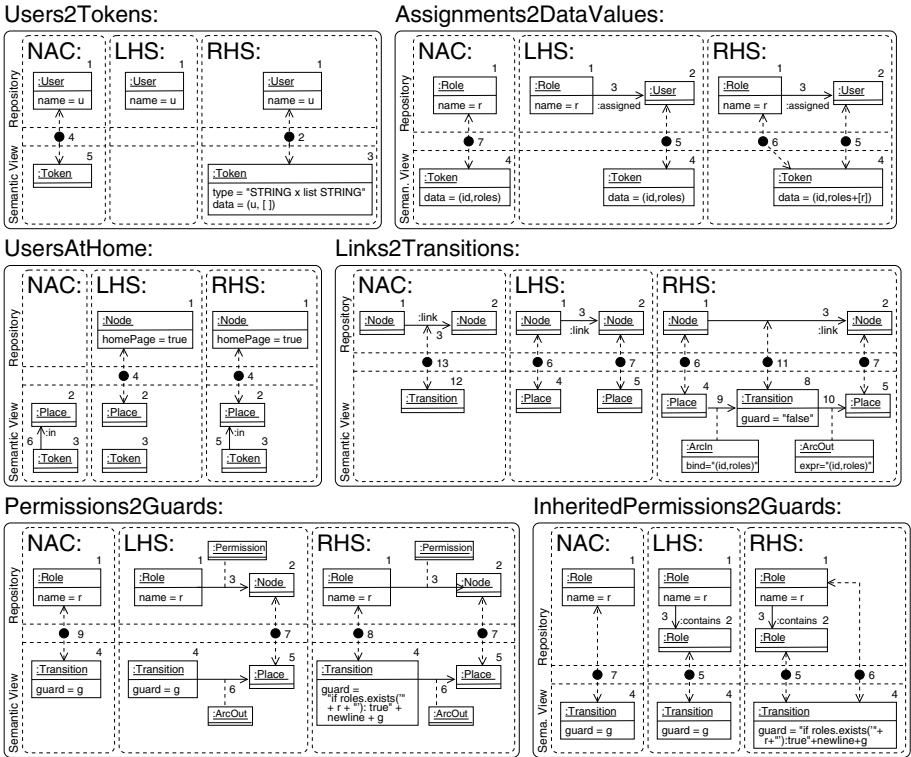 Users2Tokens:
NAC:
LHS:
RHS:
Repository
Semantic View
1
:User
name = u
4
5
:Token
1
:User
name = u
1
:User
name = u
2
3
:Token
type = "STRING x list STRING"
data = (u, [ ])
Assignments2DataValues:
NAC:
LHS:
RHS:
Repository
Seman. View
1
:Role
name = r
7
4
:Token
data = (id,roles)
1
:Role
name = r
3
:assigned
2
:User
5
4
:Token
data = (id,roles)
1
:Role
name = r
3
:assigned
2
:User
6
5
4
:Token
data = (id,roles+[r])
UsersAtHome:
NAC:
LHS:
RHS:
Repository
Semantic View
2
:Place
6
:in
3
:Token
1
:Node
homePage = true
4
2
:Place
3
:Token
1
:Node
homePage = true
4
2
:Place
5
:in
3
:Token
Links2Transitions:
NAC:
LHS:
RHS:
Repository
Semantic View
1
:Node
:link
3
2
:Node
13
12
:Transition
1
:Node
3
:link
2
:Node
6
7
4
:Place
5
:Place
1
:Node
3
:link
2
:Node
6
11
7
4
:Place
9
8
:Transition
guard = "false"
10
5
:Place
:ArcIn
bind="(id,roles)"
:ArcOut
expr="(id,roles)"
Permissions2Guards:
NAC:
LHS:
RHS:
Repository
Semantic View
1
:Role
name = r
9
4
:Transition
guard = g
:Permission
1
:Role
name = r
3
2
:Node
7
4
:Transition
guard = g
6
5
:Place
:ArcOut
:Permission
1
:Role
name = r
3
2
:Node
8
7
4
:Transition
guard =
"if roles.exists('"
+ r + "'): true" +
newline + g
6
5
:Place
:ArcOut
InheritedPermissions2Guards:
NAC:
LHS:
RHS:
Repository
Sema. View
1
:Role
name = r
7
4
:Transition
guard = g
1
:Role
name = r
3
:contains
2
:Role
5
4
:Transition
guard = g
1
:Role
name = r
3
:contains
2
:Role
5
6
4
:Transition
guard = "if roles.exists('"+
r+"'):true"+newline+g